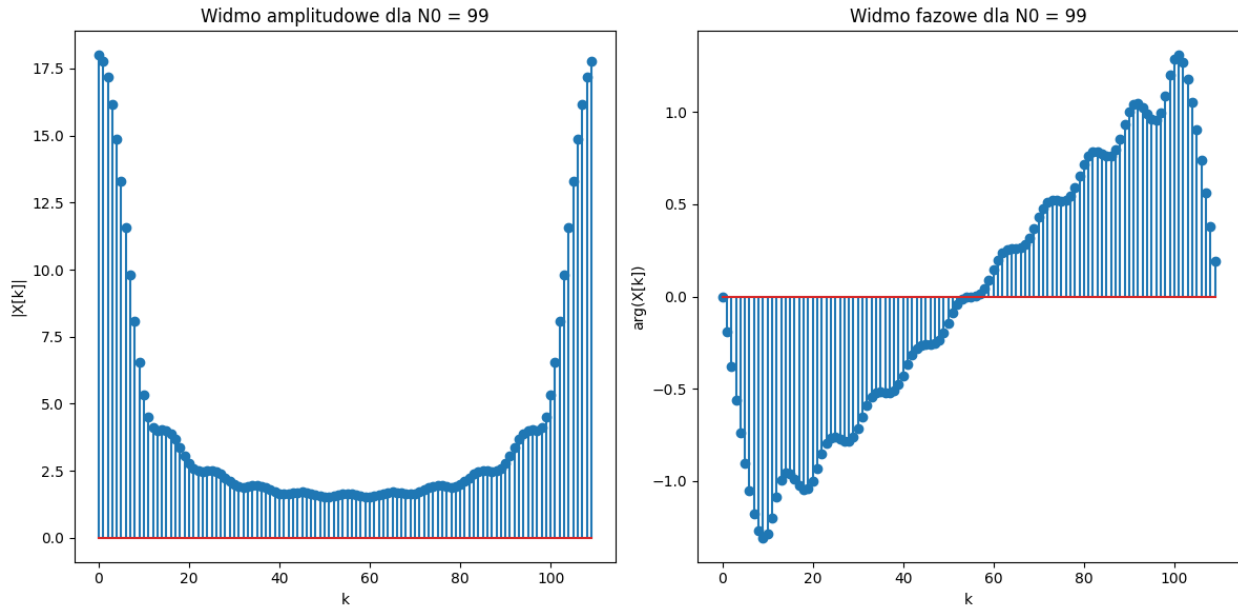 Widmo amplitudowe dla N0 = 99
|X[k]|
17.5
15.0
12.5
10.0
7.5
5.0
2.5
0.0
0 20 40 60 80 100
k
Widmo fazowe dla N0 = 99
arg(X[k])
1.0
0.5
0.0
−0.5
−1.0
0 20 40 60 80 100
k